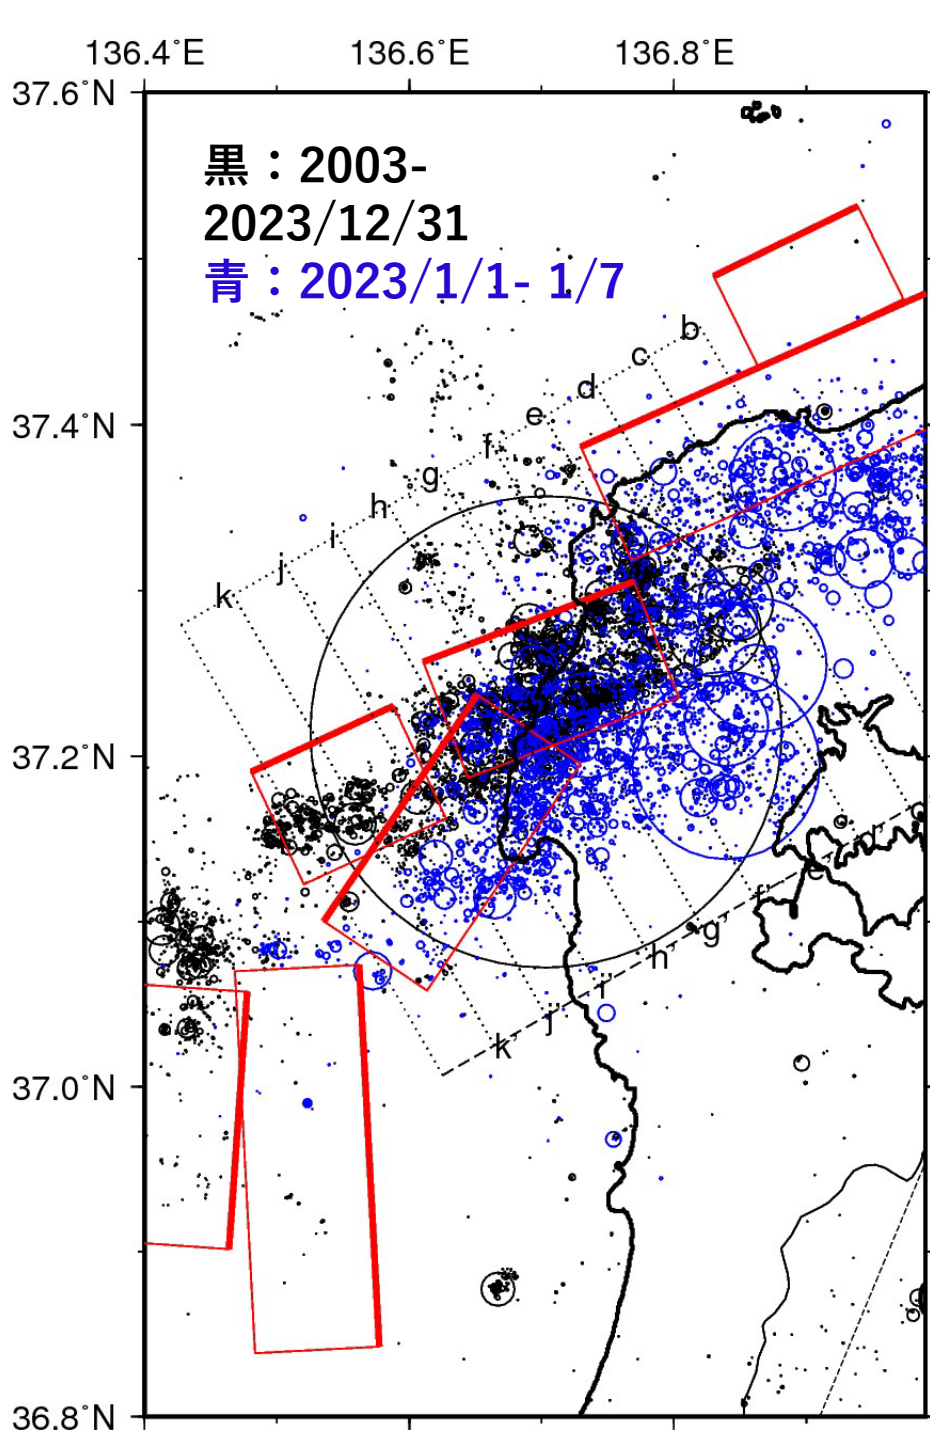 136.4°E 136.6°E 136.8°E
37.6°N
黒：2003-
2023/12/31
青：2023/1/1- 1/7
b
c
d
e
37.4°N
f
g
h
i
j
k
37.2°N
e'
f'
g'
h'
i'
j'
k'
37.0°N
36.8°N